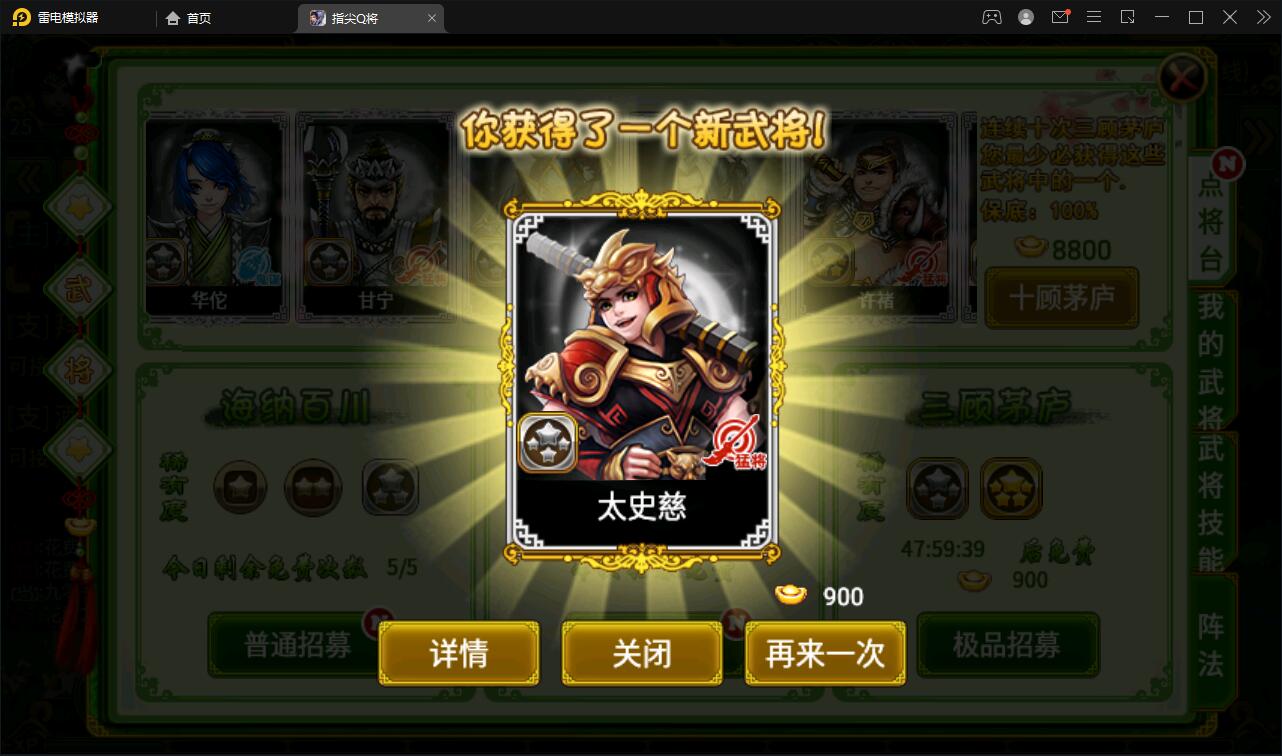 雷电模拟器
首页
指尖Q将
你获得了一个新武将!
连续十次三顾茅庐
您最少必获得这些
武将中的一个.
保底: 100%
8800
十顾茅庐
华佗
甘宁
猛将
许褚
猛将
N
点将台
我的武将
武将技能
阵法
武
将
猛将
太史慈
海纳百川
稀有度
今日剩余免费次数 5/5
N
普通招募
三顾茅庐
稀有度
47:59:39 后免费
900
极品招募
900
N
详情
关闭
再来一次